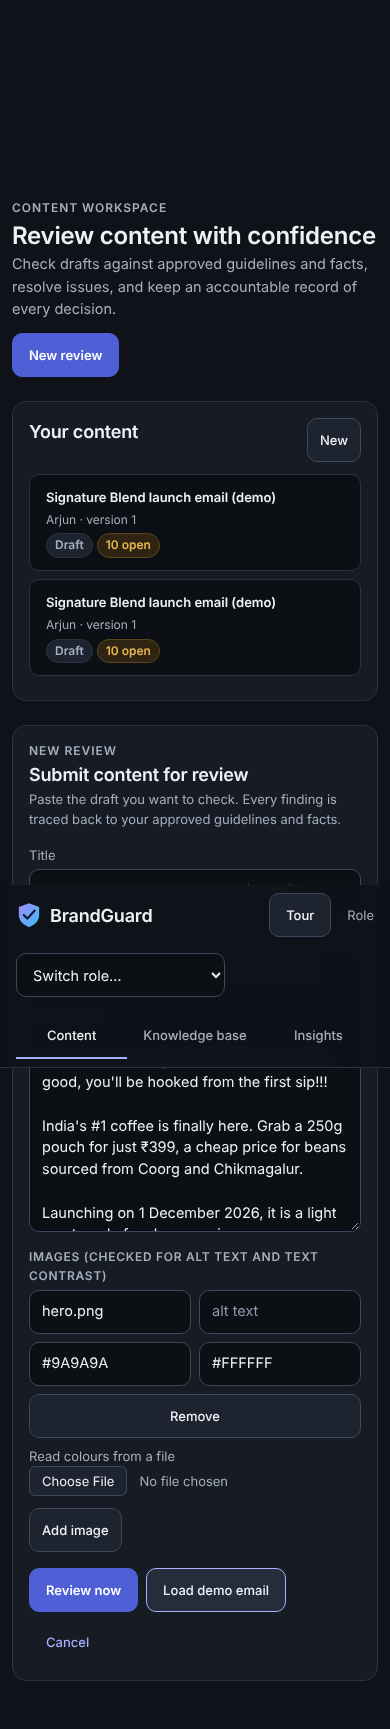 CONTENT WORKSPACE
Review content with confidence
Check drafts against approved guidelines and facts,
resolve issues, and keep an accountable record of
every decision.
New review
Your content
New
Signature Blend launch email (demo)
Arjun · version 1
Draft
10 open
Signature Blend launch email (demo)
Arjun · version 1
Draft
10 open
NEW REVIEW
Submit content for review
Paste the draft you want to check. Every finding is
traced back to your approved guidelines and facts.
Title
BrandGuard
Tour
Role
Switch role...
Content
Knowledge base
Insights
good, you'll be hooked from the first sip!!!
India's #1 coffee is finally here. Grab a 250g
pouch for just ₹399, a cheap price for beans
sourced from Coorg and Chikmagalur.
Launching on 1 December 2026, it is a light
IMAGES (CHECKED FOR ALT TEXT AND TEXT
CONTRAST)
hero.png
alt text
#9A9A9A
#FFFFFF
Remove
Read colours from a file
Choose File
No file chosen
Add image
Review now
Load demo email
Cancel